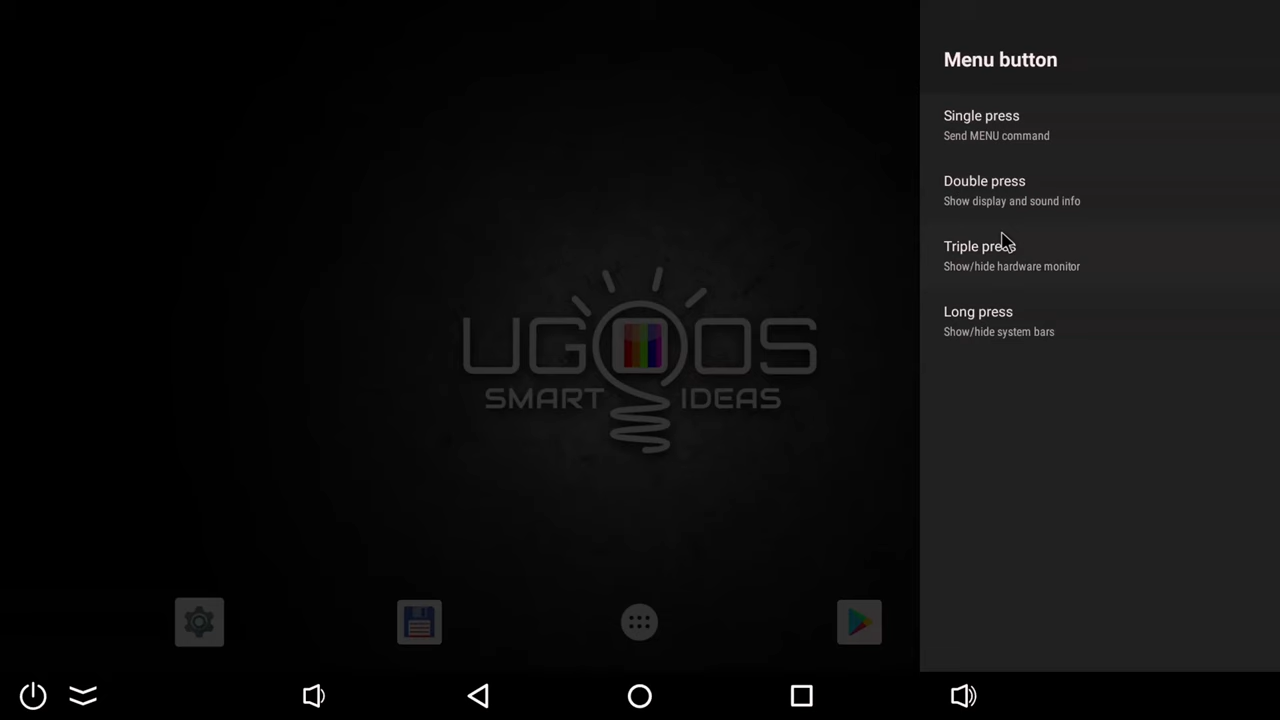 Menu button
Single press
Send MENU command
Double press
Show display and sound info
Triple press
Show/hide hardware monitor
Long press
Show/hide system bars
UGOOS
SMART IDEAS